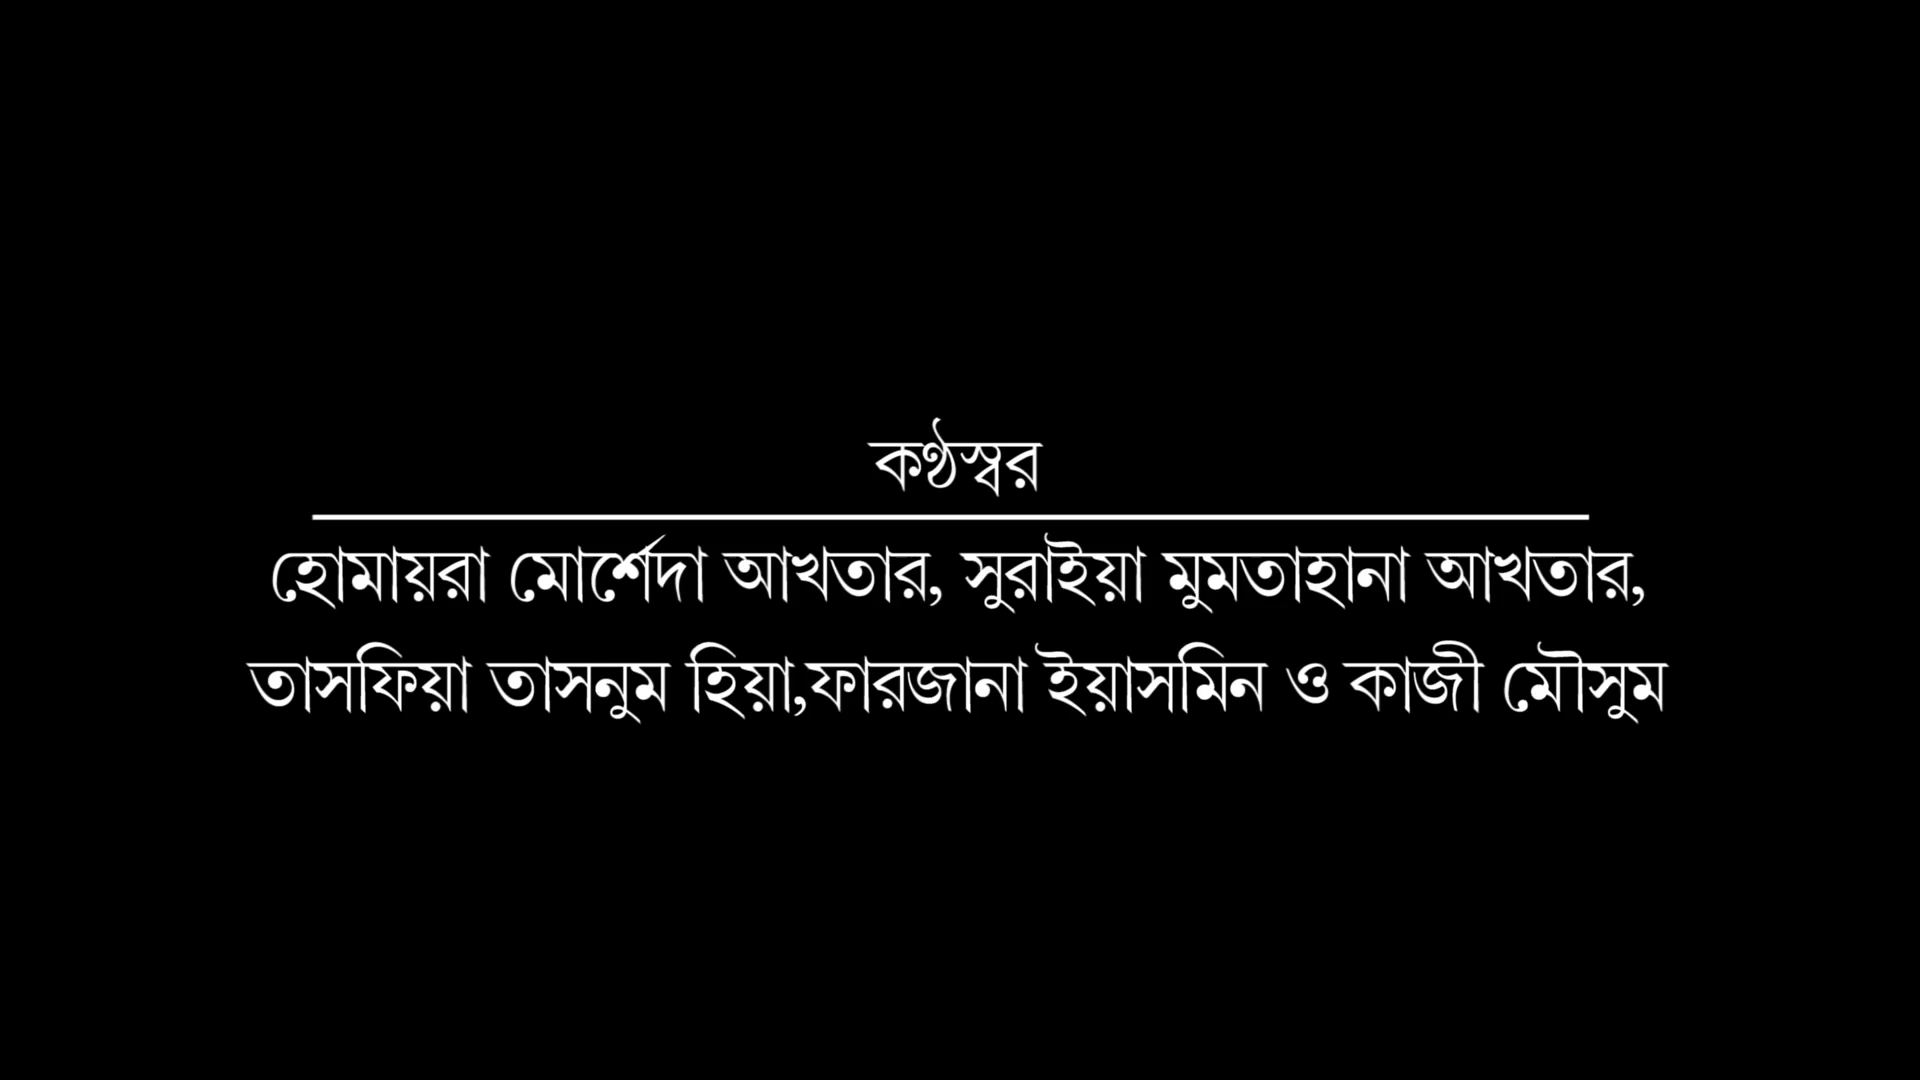 কণ্ঠস্বর
হোমায়রা মোর্শেদা আখতার, সুরাইয়া মুমতাহানা আখতার,
তাসফিয়া তাসনুম হিয়া,ফারজানা ইয়াসমিন ও কাজী মৌসুম